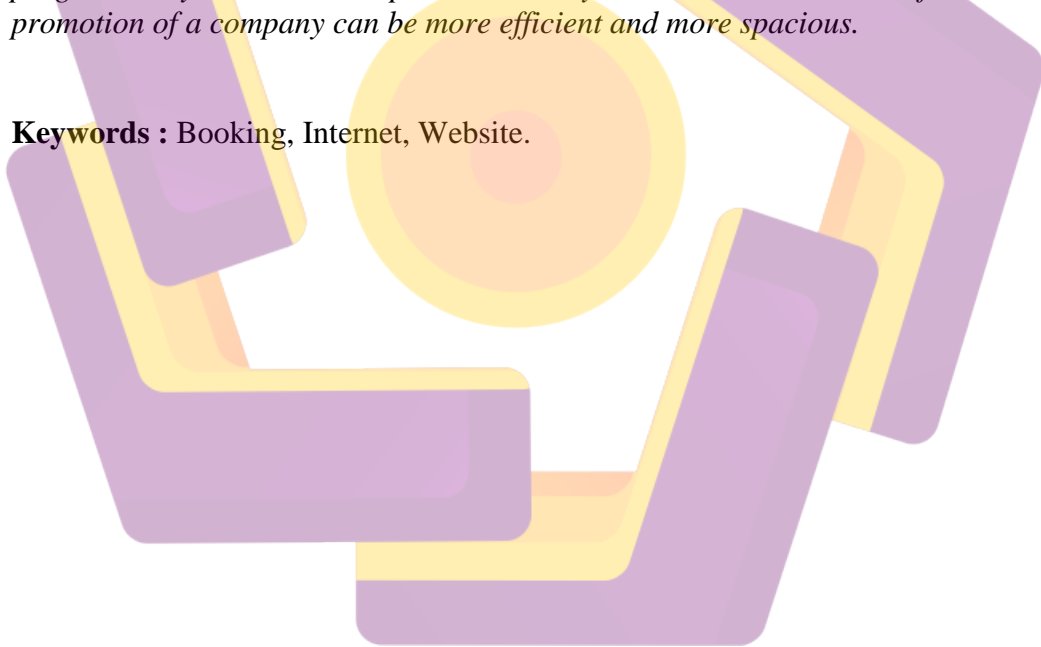 promotion of a company can be more efficient and more spacious.
Keywords : Booking, Internet, Website.